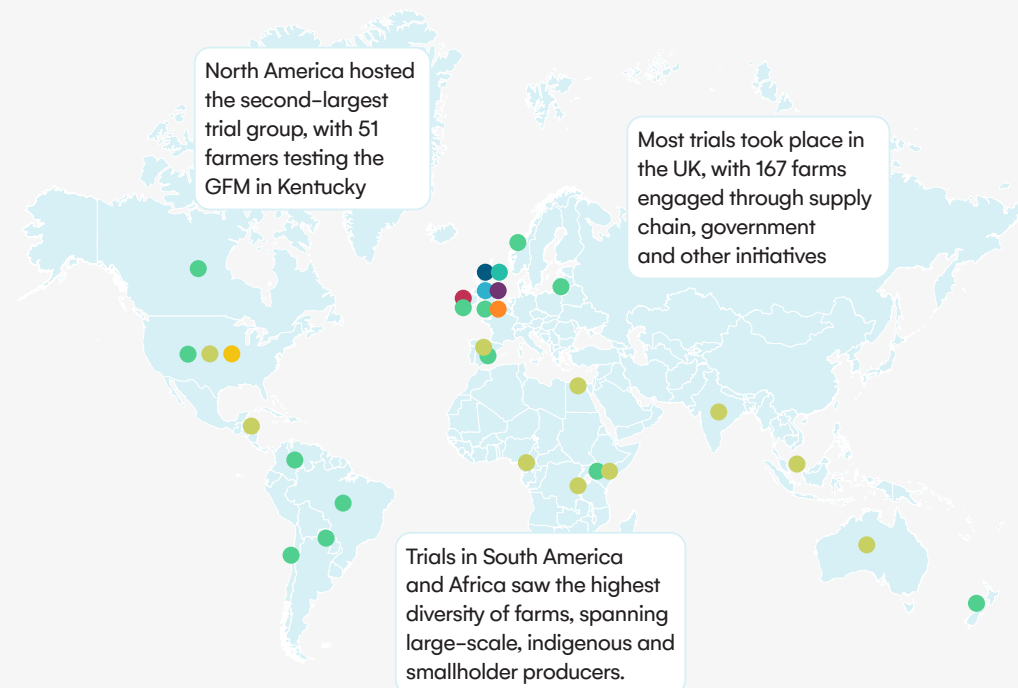 North America hosted
the second-largest
trial group, with 51
farmers testing the
GFM in Kentucky
Most trials took place in
the UK, with 167 farms
engaged through supply
chain, government
and other initiatives
Trials in South America
and Africa saw the highest
diversity of farms, spanning
large-scale, indigenous and
smallholder producers.